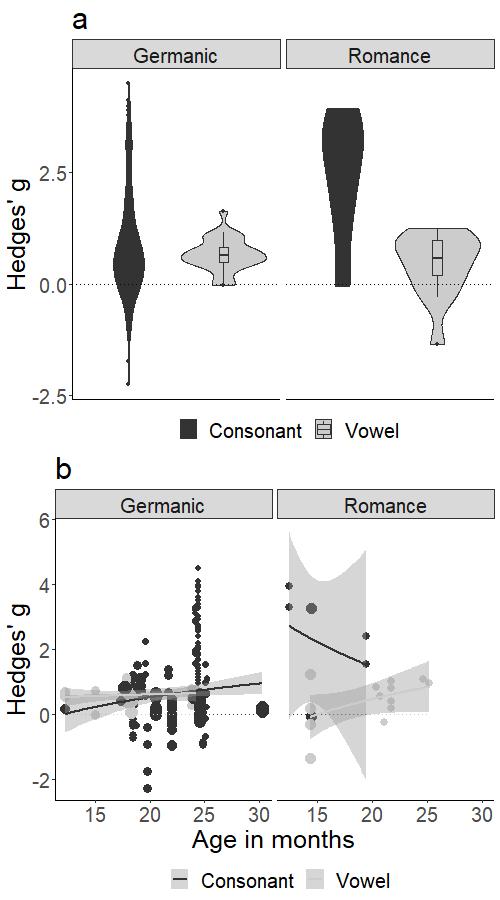 a
Germanic Romance
Hedges' g
2.5
0.0
-2.5
Consonant Vowel
b
Germanic Romance
Hedges' g
6
4
2
0
-2
15 20 25 30 15 20 25 30
Age in months
Consonant Vowel